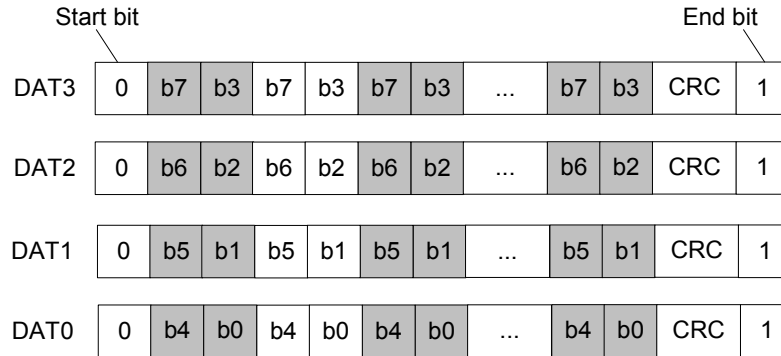 Start bit End bit
DAT3 0 b7 b3 b7 b3 b7 b3 ... b7 b3 CRC 1
DAT2 0 b6 b2 b6 b2 b6 b2 ... b6 b2 CRC 1
DAT1 0 b5 b1 b5 b1 b5 b1 ... b5 b1 CRC 1
DAT0 0 b4 b0 b4 b0 b4 b0 ... b4 b0 CRC 1